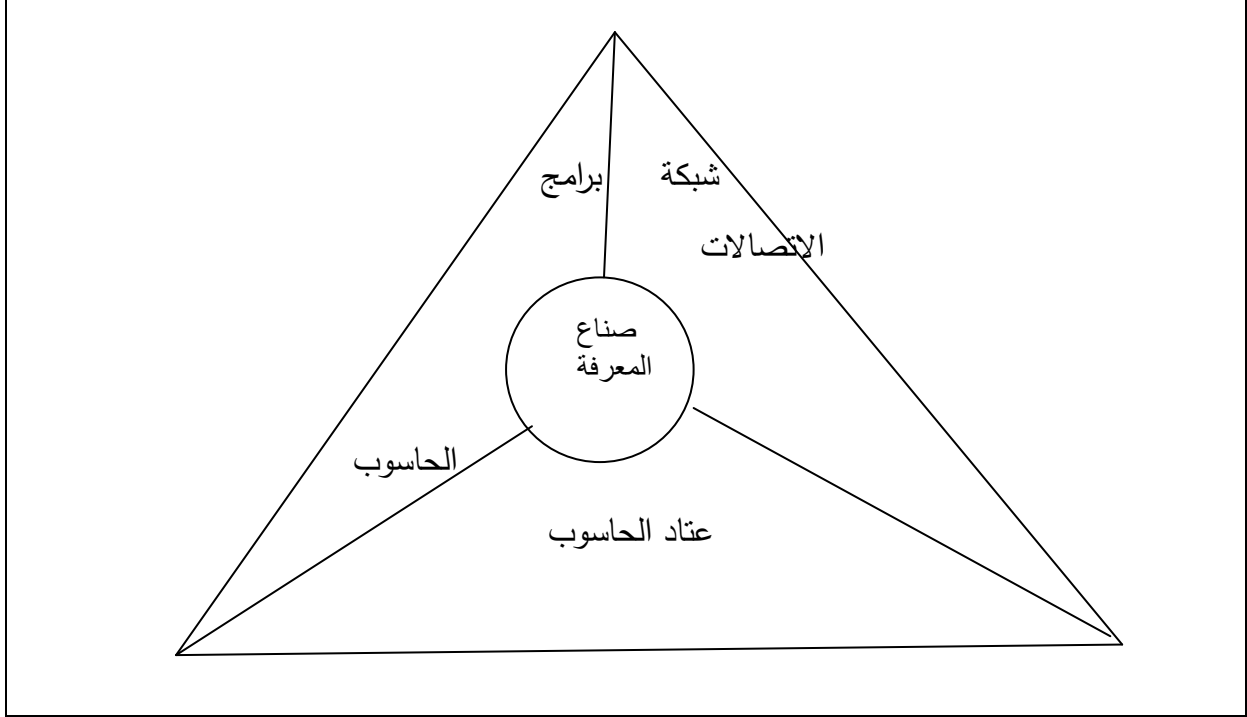 شبكة
الاتصالات
برامج
الحاسوب
صناع
المعرفة
عتاد الحاسوب